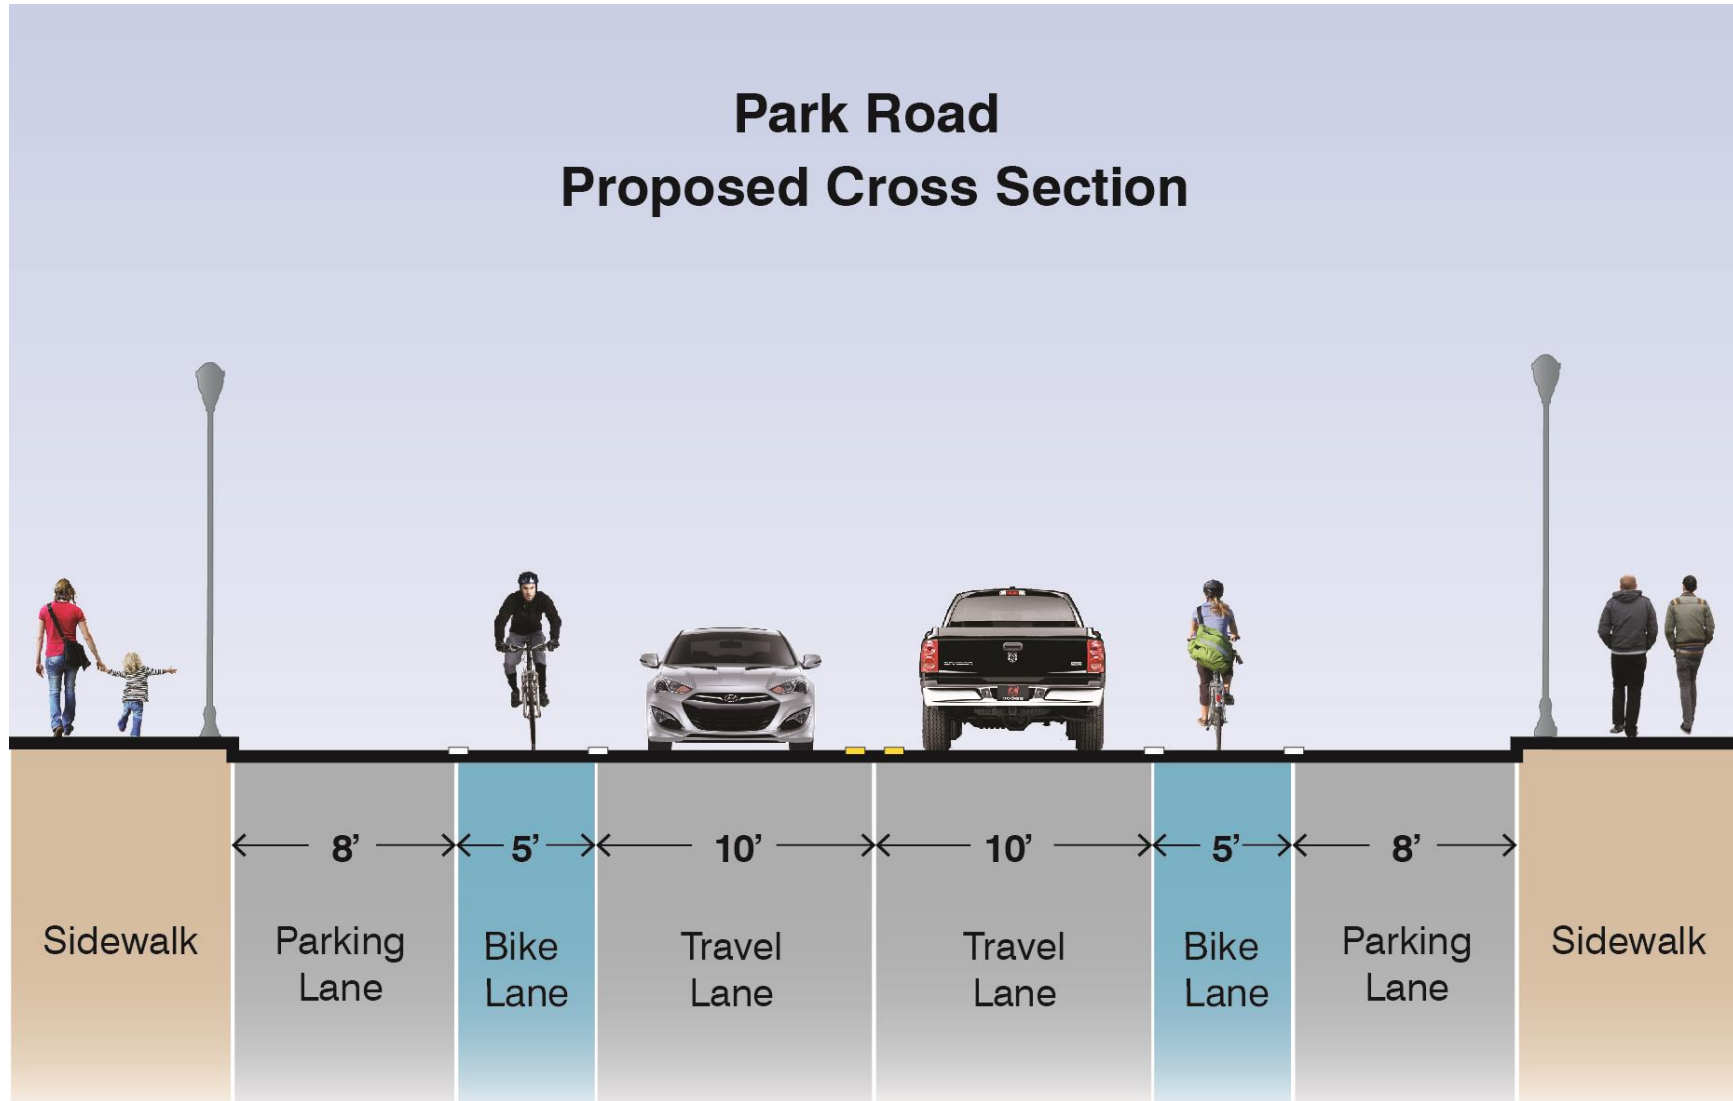 Park Road
Proposed Cross Section
8’ 5’ 10’ 10’ 5’ 8’
Sidewalk
Parking
Lane
Bike
Lane
Travel
Lane
Travel
Lane
Bike
Lane
Parking
Lane
Sidewalk